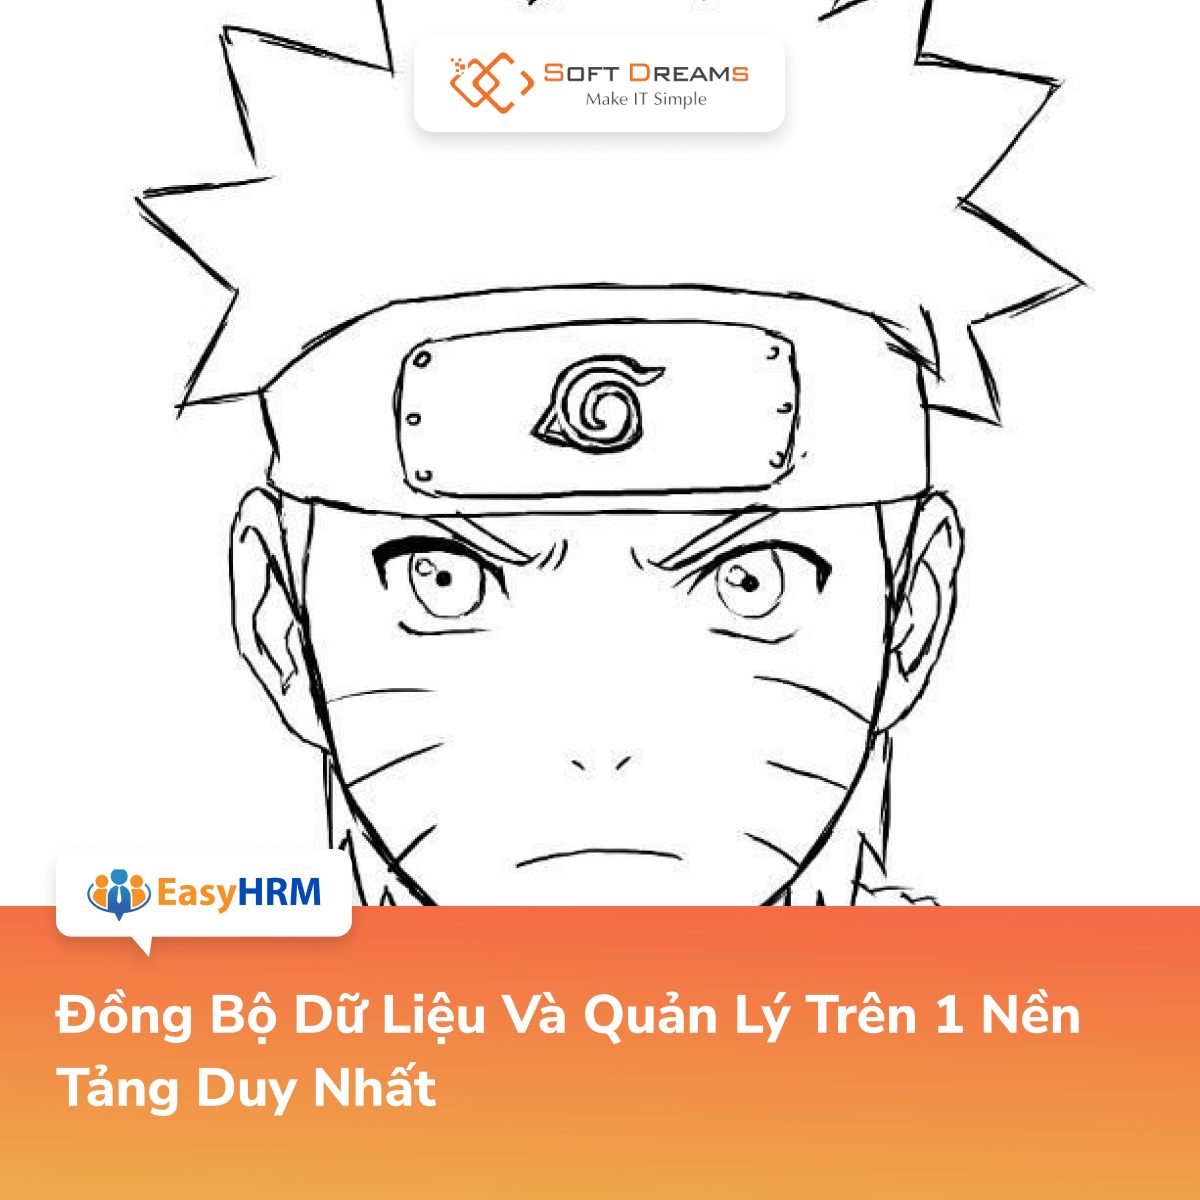 SOFT DREAMS
Make IT Simple
EasyHRM
Đồng Bộ Dữ Liệu Và Quản Lý Trên 1 Nền
Tảng Duy Nhất